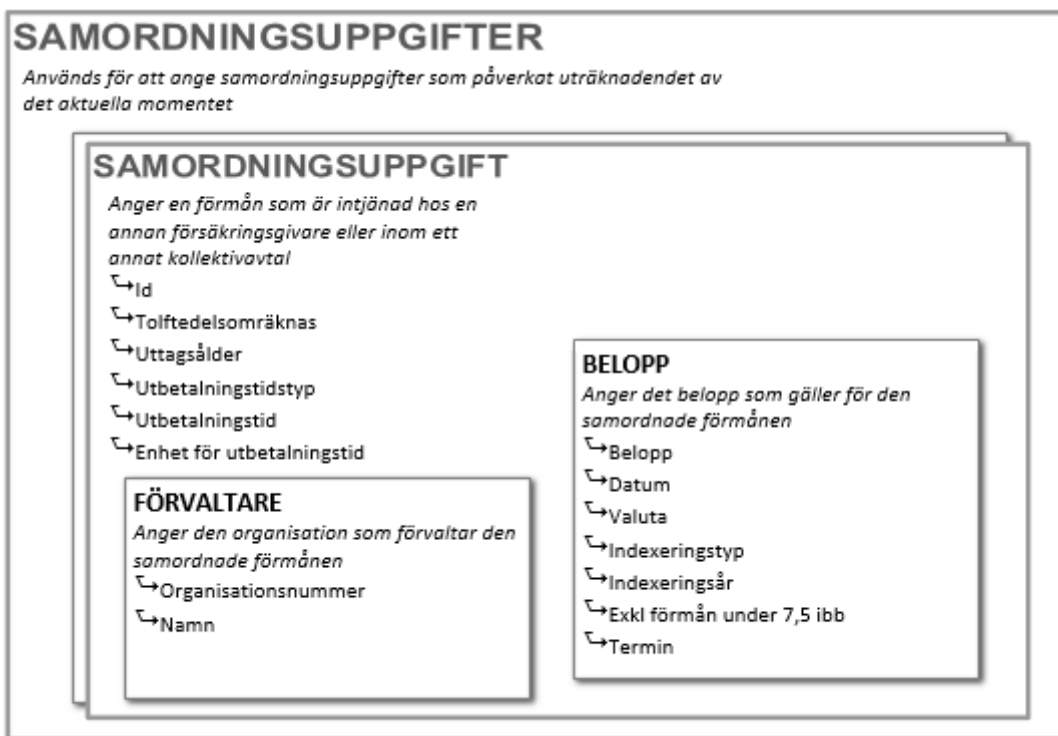 SAMORDNINGSUPPGIFTER
Används för att ange samordningsuppgifter som påverkat uträknadendet av
det aktuella momentet
SAMORDNINGSUPPGIFT
Anger en förmån som är intjänad hos en
annan försäkringsgivare eller inom ett
annat kollektivavtal
Id
Tolftedelsomräknas
Uttagsålder
Utbetalningstidstyp
Utbetalningstid
Enhet för utbetalningstid
FÖRVALTARE
Anger den organisation som förvaltar den
samordnade förmånen
Organisationsnummer
Namn
BELOPP
Anger det belopp som gäller för den
samordnade förmånen
Belopp
Datum
Valuta
Indexeringstyp
Indexeringsår
Exkl förmån under 7,5 ibb
Termin